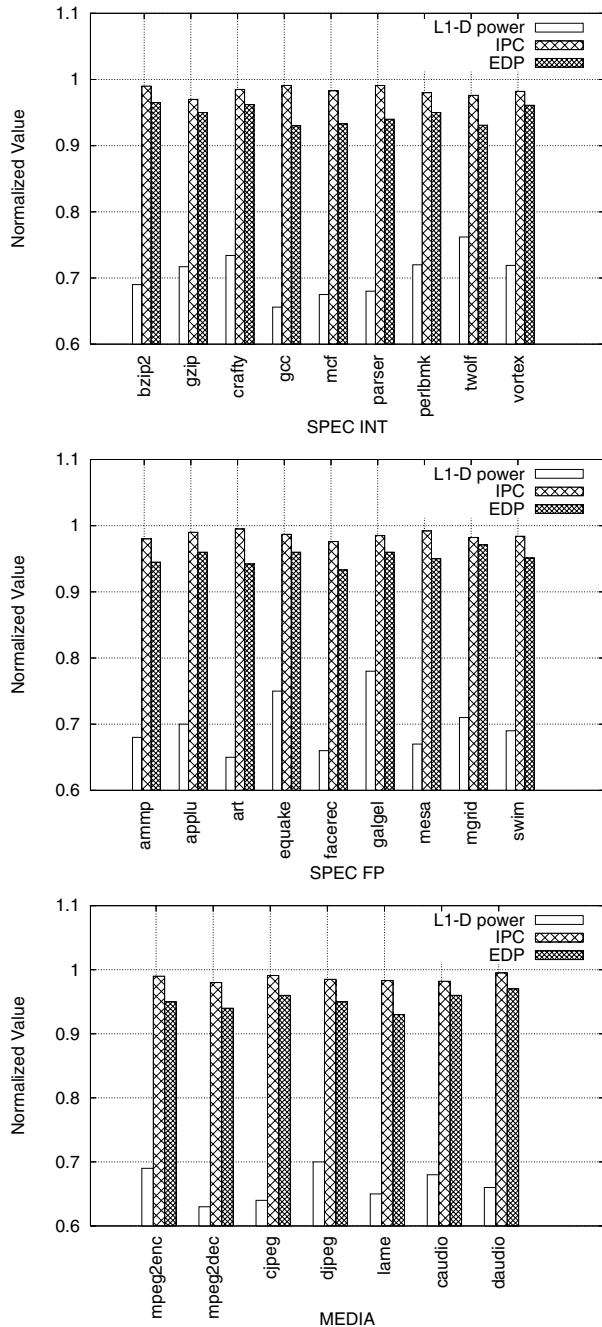 L1-D power
IPC
EDP
1.1
1
0.9
0.8
0.7
0.6
Normalized Value
bzip2
gzip
crafty
gcc
mcf
parser
perlbmk
twolf
vortex
SPEC INT
L1-D power
IPC
EDP
1.1
1
0.9
0.8
0.7
0.6
Normalized Value
ammp
applu
art
equake
facerec
galgel
mesa
mgrid
swim
SPEC FP
L1-D power
IPC
EDP
1.1
1
0.9
0.8
0.7
0.6
Normalized Value
mpeg2enc
mpeg2dec
cjpeg
djpeg
lame
caudio
daudio
MEDIA